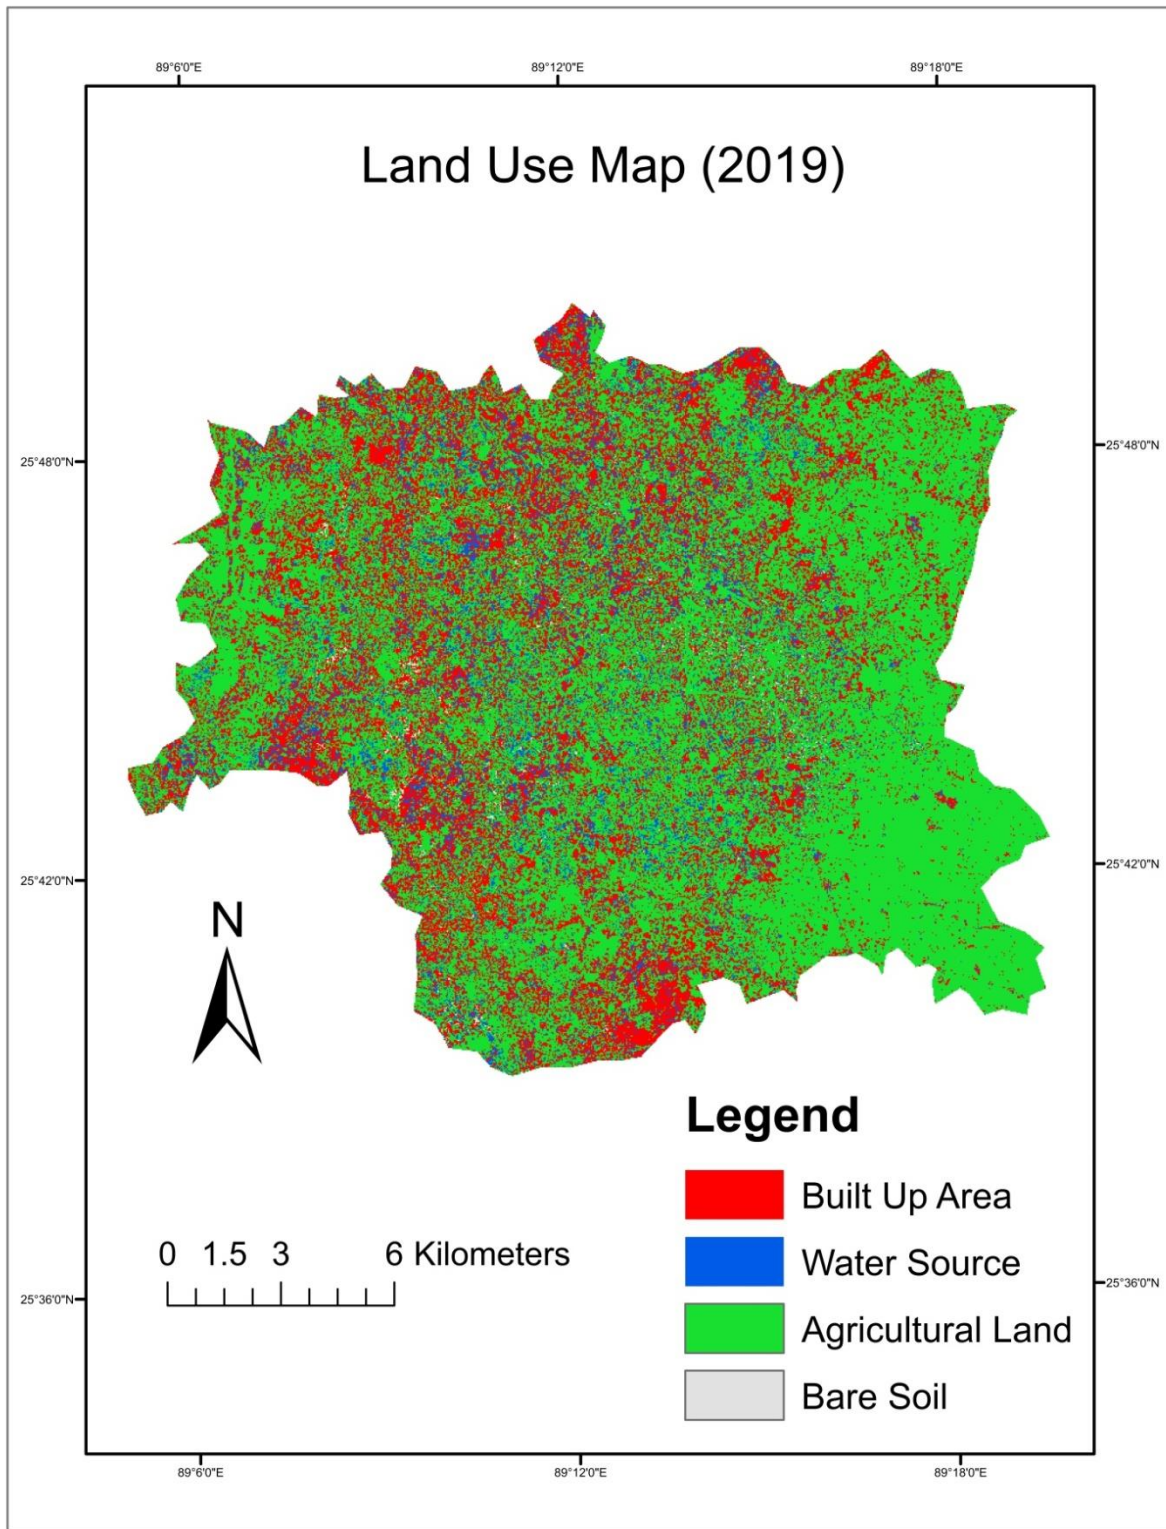 89°6'0"E 89°12'0"E 89°18'0"E
Land Use Map (2019)
25°48'0"N 25°48'0"N
25°42'0"N 25°42'0"N
N
Legend
Built Up Area
Water Source
0 1.5 3 6 Kilometers
25°36'0"N 25°36'0"N
Agricultural Land
Bare Soil
89°6'0"E 89°12'0"E 89°18'0"E